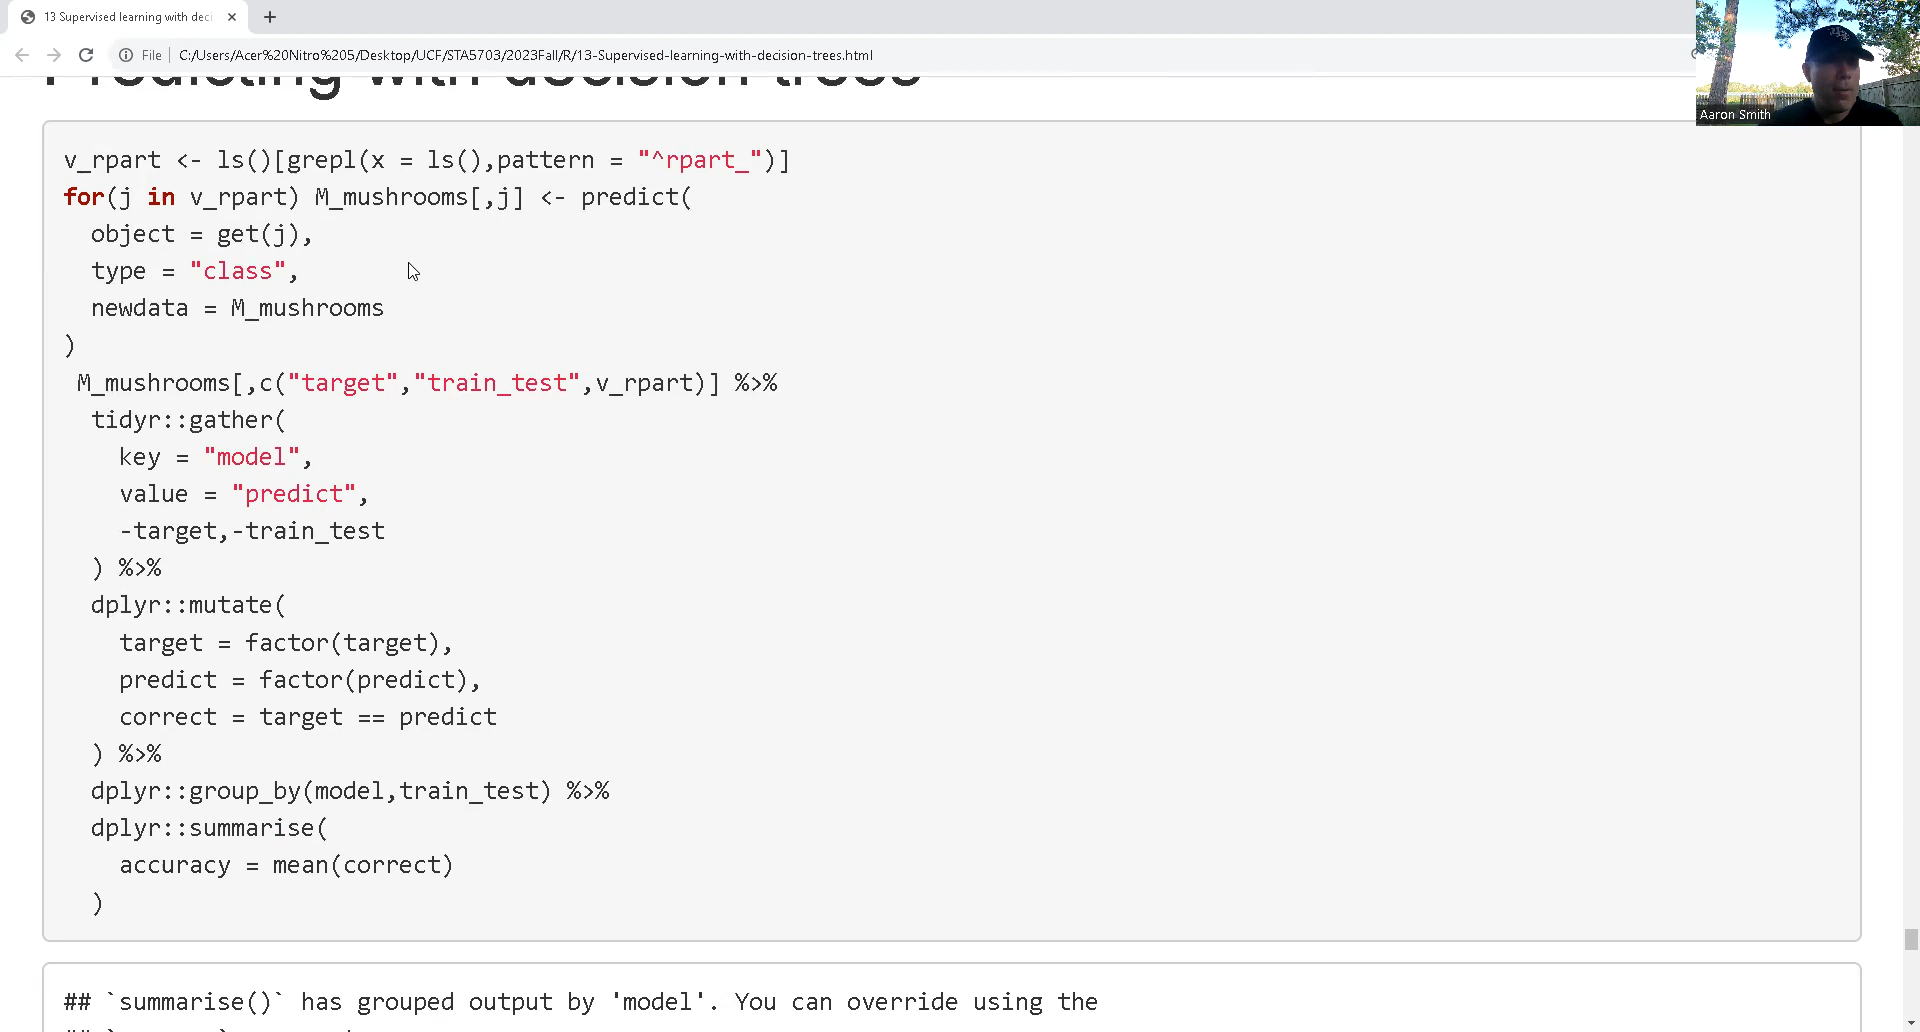 13 Supervised learning with deci
File
C:/Users/Acer%20Nitro%205/Desktop/UCF/STA5703/2023Fall/R/13-Supervised-learning-with-decision-trees.html
Aaron Smith
Predicting with decision trees
v_rpart <- ls()[grepl(x = ls(),pattern = "^rpart_")]
for(j in v_rpart) M_mushrooms[,j] <- predict(
  object = get(j),
  type = "class",
  newdata = M_mushrooms
)
 M_mushrooms[,c("target","train_test",v_rpart)] %>%
  tidyr::gather(
    key = "model",
    value = "predict",
    -target,-train_test
  ) %>%
  dplyr::mutate(
    target = factor(target),
    predict = factor(predict),
    correct = target == predict
  ) %>%
  dplyr::group_by(model,train_test) %>%
  dplyr::summarise(
    accuracy = mean(correct)
  )
## `summarise()` has grouped output by 'model'. You can override using the